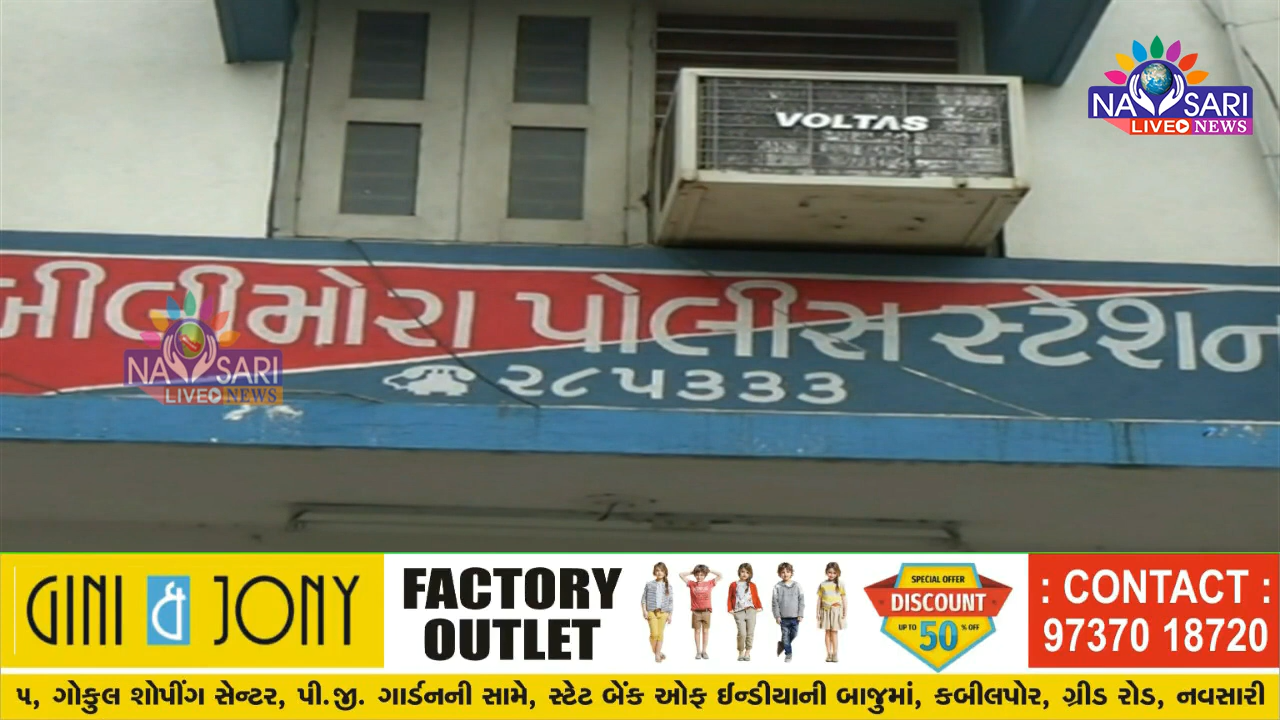 NAVSARI
LIVE NEWS
VOLTAS
બીલીમોરા પોલીસ સ્ટેશન
NAVSARI
LIVE NEWS
૨૮૫૩૩૩
GINI & JONY
FACTORY
OUTLET
SPECIAL OFFER
DISCOUNT
UP TO 50 % OFF
: CONTACT :
97370 18720
૫, ગોકુલ શોપીંગ સેન્ટર, પી.જી. ગાર્ડનની સામે, સ્ટેટ બેંક ઓફ ઈન્ડીયાની બાજુમાં, કબીલપોર, ગ્રીડ રોડ, નવસારી